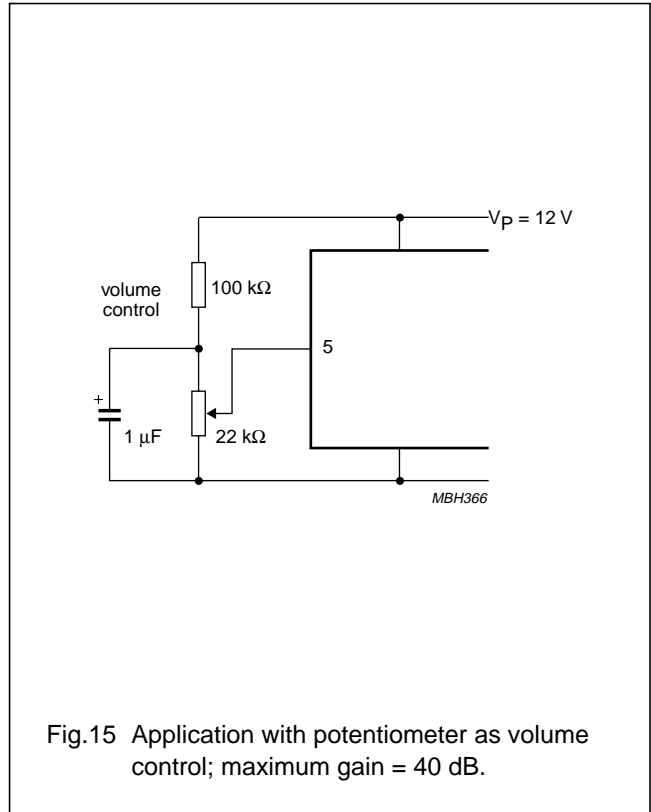 VP = 12 V
volume
control
100 kΩ
5
+
1 μF
22 kΩ
MBH366
Fig.15 Application with potentiometer as volume
control; maximum gain = 40 dB.